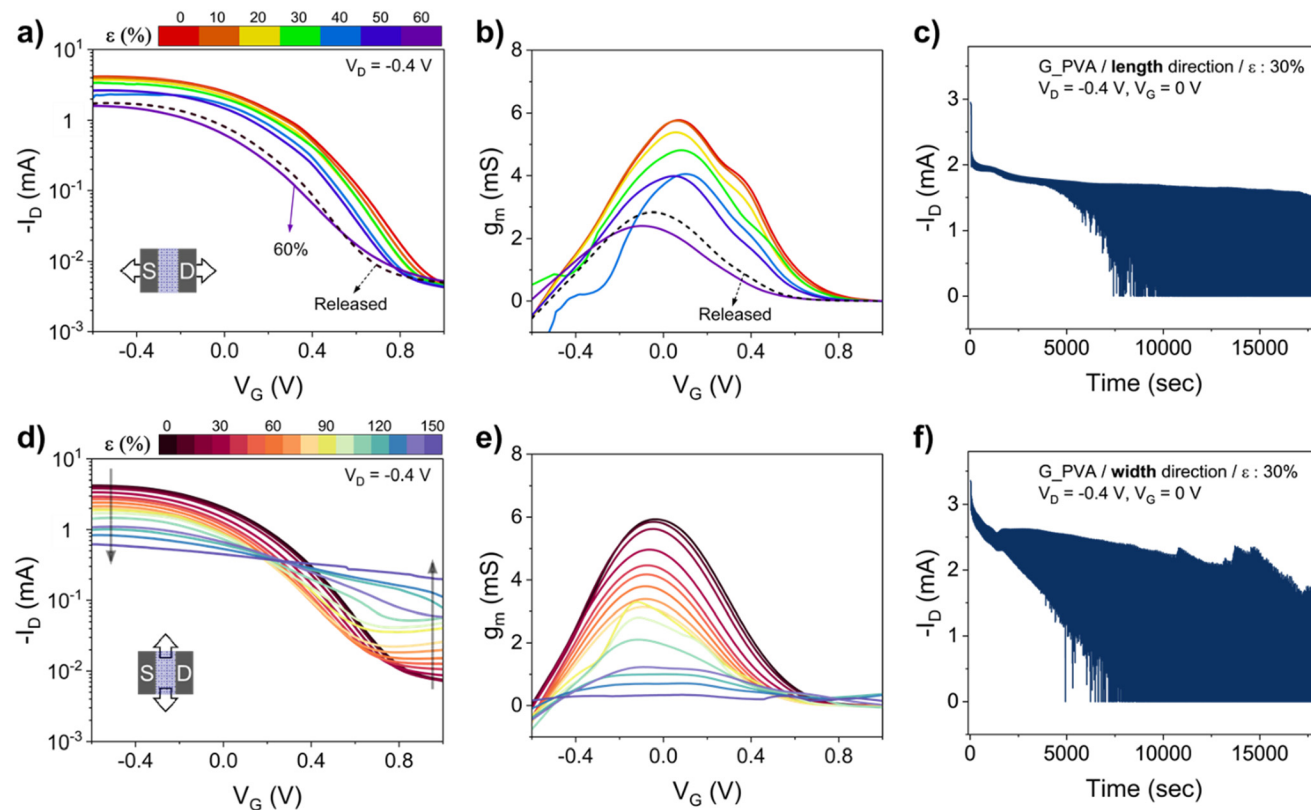 a)
ε (%)
0 10 20 30 40 50 60
V_D = -0.4 V
10^1
1
10^-1
10^-2
10^-3
-I_D (mA)
S D
60%
Released
-0.4 0.0 0.4 0.8
V_G (V)
b)
8
6
4
2
0
g_m (mS)
Released
-0.4 0.0 0.4 0.8
V_G (V)
c)
G_PVA / length direction / ε : 30%
V_D = -0.4 V, V_G = 0 V
3
2
1
0
-I_D (mA)
0 5000 10000 15000
Time (sec)
d)
ε (%)
0 30 60 90 120 150
V_D = -0.4 V
10^1
1
10^-1
10^-2
10^-3
-I_D (mA)
S D
-0.4 0.0 0.4 0.8
V_G (V)
e)
8
6
4
2
0
g_m (mS)
-0.4 0.0 0.4 0.8
V_G (V)
f)
G_PVA / width direction / ε : 30%
V_D = -0.4 V, V_G = 0 V
3
2
1
0
-I_D (mA)
0 5000 10000 15000
Time (sec)